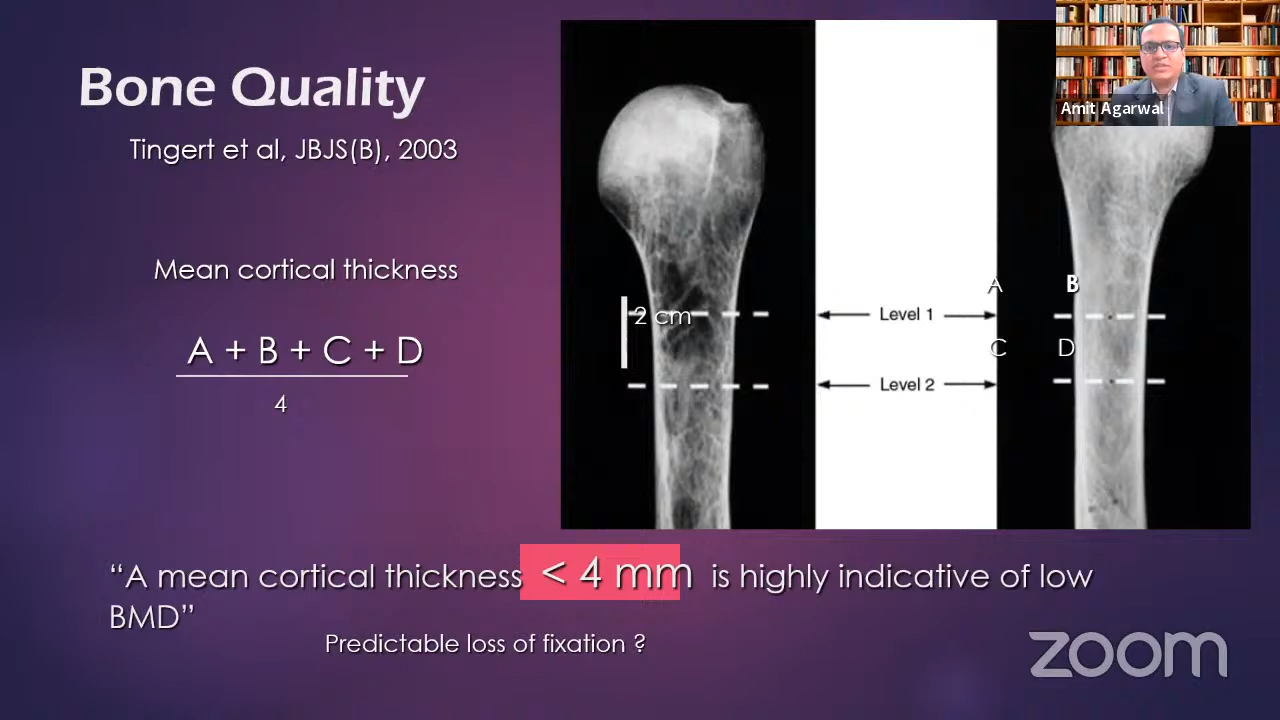 Bone Quality
Tingert et al, JBJS(B), 2003
Mean cortical thickness
A + B + C + D
4
2 cm
Level 1
Level 2
A B
C D
Amit Agarwal
“A mean cortical thickness < 4 mm is highly indicative of low
BMD”
Predictable loss of fixation ?
zoom